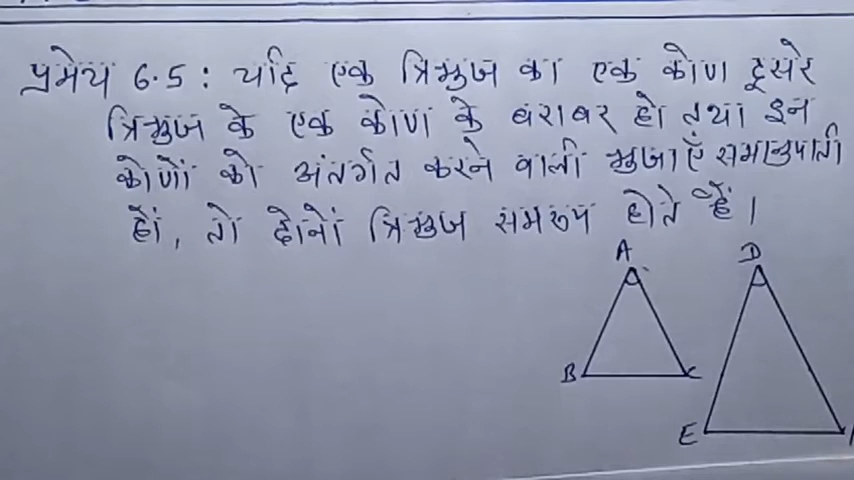 प्रमेय 6.5 : यदि एक त्रिभुज का एक कोण दूसरे
त्रिभुज के एक कोण के बराबर हो तथा इन
कोणों को अंतर्गत करने वाली भुजाएँ समानुपाती
हों, तो दोनों त्रिभुज समरूप होते हैं।
A
D
B
C
E